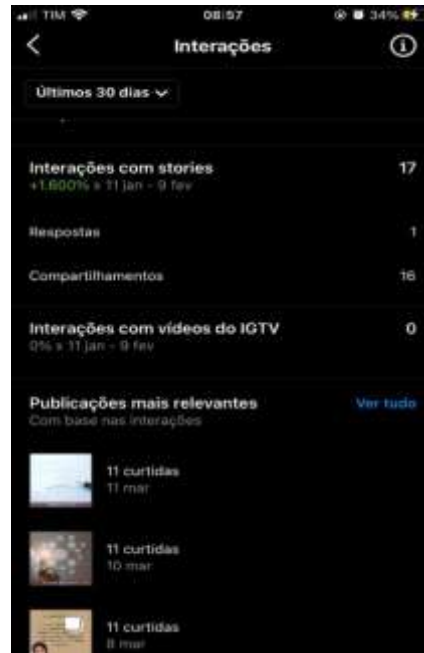 TIM 08:57 34%
Interações
Últimos 30 dias
Interações com stories 17
+1.600% x 11 jan - 9 fev
Respostas 1
Compartilhamentos 16
Interações com vídeos do IGTV 0
0% x 11 jan - 9 fev
Publicações mais relevantes Ver tudo
Com base nas interações
11 curtidas
11 mar
11 curtidas
10 mar
11 curtidas
8 mar